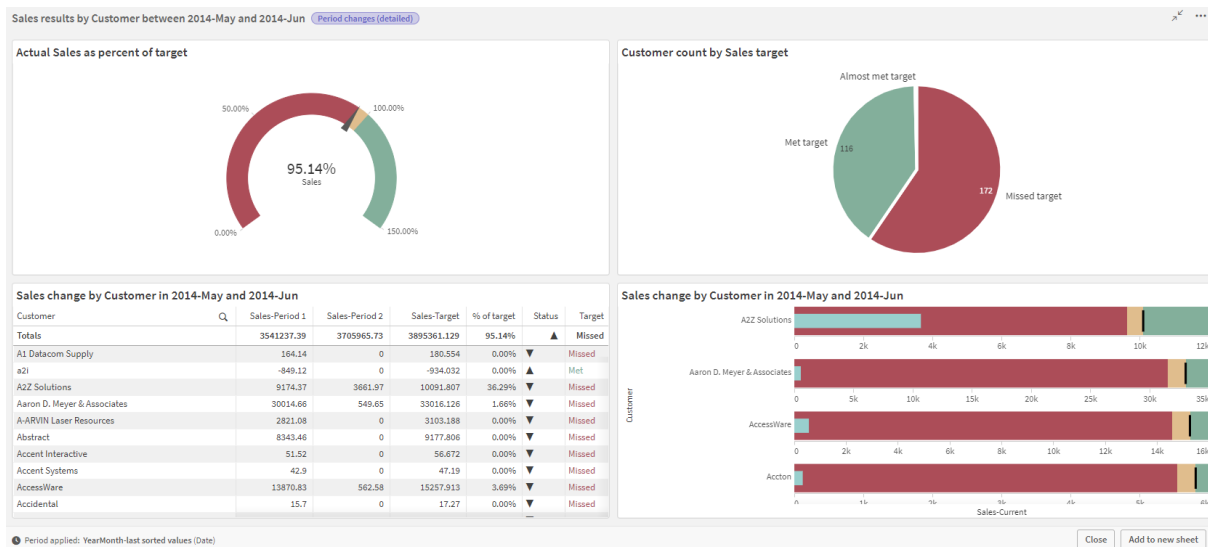 Sales results by Customer between 2014-May and 2014-Jun Period changes (detailed)
Actual Sales as percent of target
50.00% 100.00%
95.14%
Sales
0.00% 150.00%
Customer count by Sales target
Almost met target
Met target 116
172 Missed target
Sales change by Customer in 2014-May and 2014-Jun
Customer Sales-Period 1 Sales-Period 2 Sales-Target % of target Status Target
Totals 3541237.39 3705965.73 3895361.129 95.14% ▲ Missed
A1 Datacom Supply 164.14 0 180.554 0.00% ▼ Missed
a2i -849.12 0 -934.032 0.00% ▲ Met
A2Z Solutions 9174.37 3661.97 10091.807 36.29% ▼ Missed
Aaron D. Meyer & Associates 30014.66 549.65 33016.126 1.66% ▼ Missed
A-ARVIN Laser Resources 2821.08 0 3103.188 0.00% ▼ Missed
Abstract 8343.46 0 9177.806 0.00% ▼ Missed
Accent Interactive 51.52 0 56.672 0.00% ▼ Missed
Accent Systems 42.9 0 47.19 0.00% ▼ Missed
AccessWare 13870.83 562.58 15257.913 3.69% ▼ Missed
Accidental 15.7 0 17.27 0.00% ▼ Missed
Sales change by Customer in 2014-May and 2014-Jun
Customer
A2Z Solutions
0 2k 4k 6k 8k 10k 12k
Aaron D. Meyer & Associates
0 5k 10k 15k 20k 25k 30k 35k
AccessWare
0 2k 4k 6k 8k 10k 12k 14k 16k
Accton
0 1k 2k 3k 4k 5k 6k
Sales-Current
Period applied: YearMonth-last sorted values (Date)
Close Add to new sheet